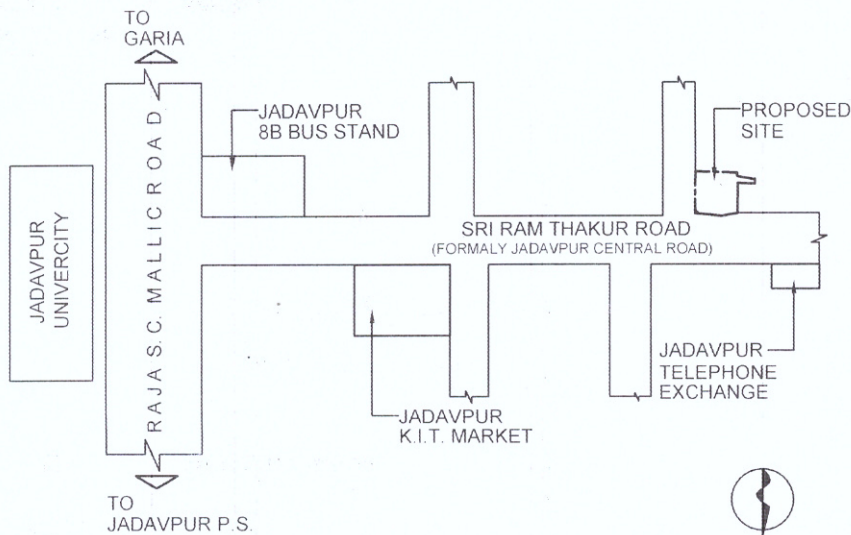 TO
GARIA
JADAVPUR
8B BUS STAND
PROPOSED
SITE
JADAVPUR
UNIVERCITY
RAJA S.C. MALLIC ROAD
SRI RAM THAKUR ROAD
(FORMALY JADAVPUR CENTRAL ROAD)
JADAVPUR
TELEPHONE
EXCHANGE
JADAVPUR
K.I.T. MARKET
TO
JADAVPUR P.S.